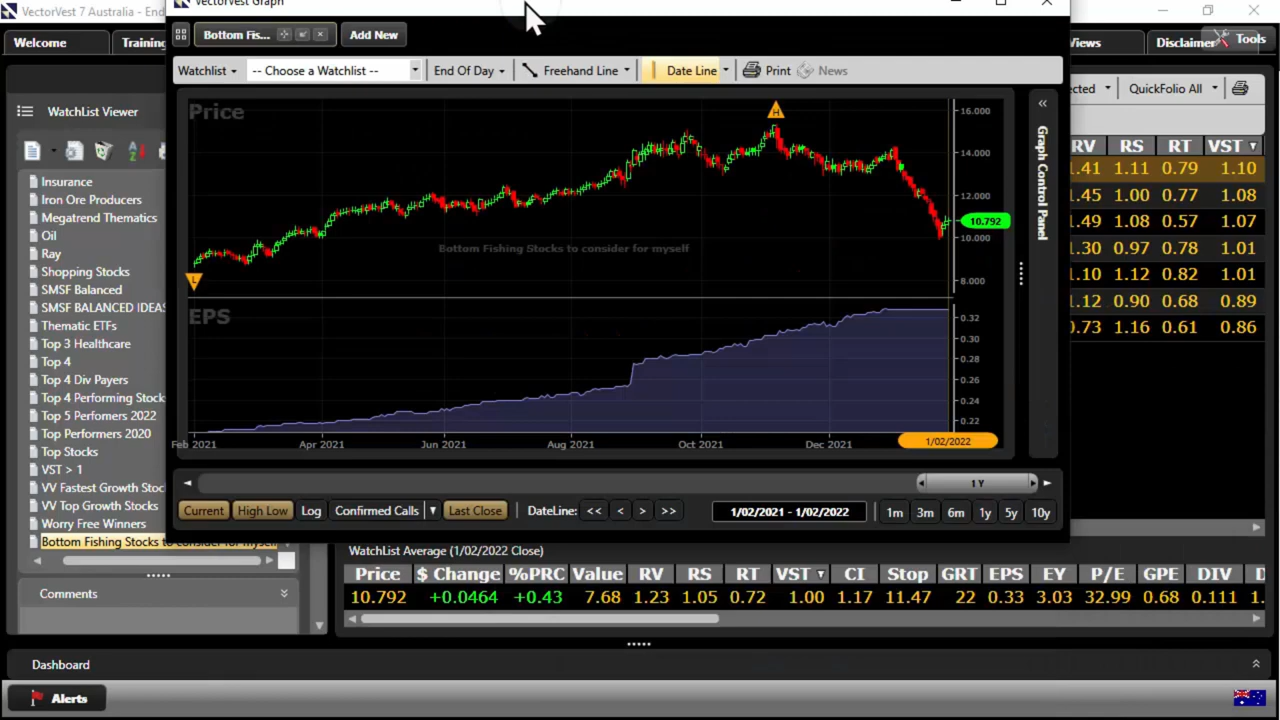 VectorVest 7 Australia - End
VectorVest Graph
Welcome
Training
Bottom Fis...
Add New
Views
Disclaimer
Tools
Watchlist
-- Choose a Watchlist --
End Of Day
Freehand Line
Date Line
Print
News
QuickFolio All
WatchList Viewer
Insurance
Iron Ore Producers
Megatrend Thematics
Oil
Ray
Shopping Stocks
SMSF Balanced
SMSF BALANCED IDEAS
Thematic ETFs
Top 3 Healthcare
Top 4
Top 4 Div Payers
Top 4 Performing Stock
Top 5 Perfomers 2022
Top Performers 2020
Top Stocks
VST > 1
VV Fastest Growth Stoc
VV Top Growth Stocks
Worry Free Winners
Bottom Fishing Stocks to consider for myself
Comments
Price
H
16.000
14.000
12.000
10.792
10.000
8.000
Bottom Fishing Stocks to consider for myself
L
EPS
0.32
0.30
0.28
0.26
0.24
0.22
Feb 2021
Apr 2021
Jun 2021
Aug 2021
Oct 2021
Dec 2021
1/02/2022
Graph Control Panel
1 Y
Current
High Low
Log
Confirmed Calls
Last Close
DateLine:
<<
<
>
>>
1/02/2021 - 1/02/2022
1m
3m
6m
1y
5y
10y
RV RS RT VST
1.41 1.11 0.79 1.10
1.45 1.00 0.77 1.08
1.49 1.08 0.57 1.07
1.30 0.97 0.78 1.01
1.10 1.12 0.82 1.01
1.12 0.90 0.68 0.89
0.73 1.16 0.61 0.86
WatchList Average (1/02/2022 Close)
Price $ Change %PRC Value RV RS RT VST CI Stop GRT EPS EY P/E GPE DIV
10.792 +0.0464 +0.43 7.68 1.23 1.05 0.72 1.00 1.17 11.47 22 0.33 3.03 32.99 0.68 0.111 1.
Dashboard
Alerts